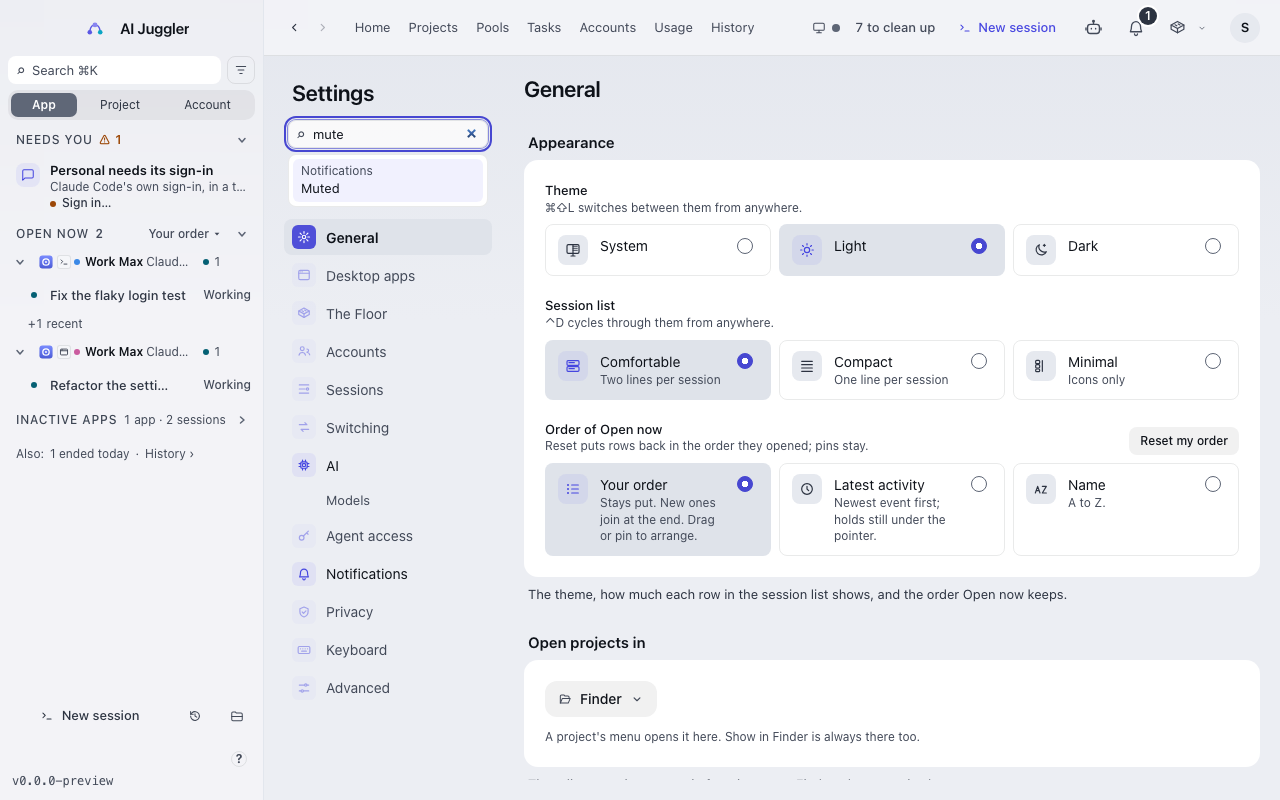 AI Juggler
Search ⌘K
App
Project
Account
NEEDS YOU 1
Personal needs its sign-in
Claude Code's own sign-in, in a t…
Sign in…
OPEN NOW 2
Your order
Work Max Claud… 1
Fix the flaky login test Working
+1 recent
Work Max Claud… 1
Refactor the setti… Working
INACTIVE APPS 1 app · 2 sessions
Also: 1 ended today · History ›
New session
?
v0.0.0-preview
Home
Projects
Pools
Tasks
Accounts
Usage
History
7 to clean up
New session
1
S
Settings
mute
Notifications
Muted
General
Desktop apps
The Floor
Accounts
Sessions
Switching
AI
Models
Agent access
Notifications
Privacy
Keyboard
Advanced
General
Appearance
Theme
⌘⇧L switches between them from anywhere.
System
Light
Dark
Session list
^D cycles through them from anywhere.
Comfortable
Two lines per session
Compact
One line per session
Minimal
Icons only
Order of Open now
Reset puts rows back in the order they opened; pins stay.
Reset my order
Your order
Stays put. New ones
join at the end. Drag
or pin to arrange.
Latest activity
Newest event first;
holds still under the
pointer.
AZ
Name
A to Z.
The theme, how much each row in the session list shows, and the order Open now keeps.
Open projects in
Finder
A project's menu opens it here. Show in Finder is always there too.